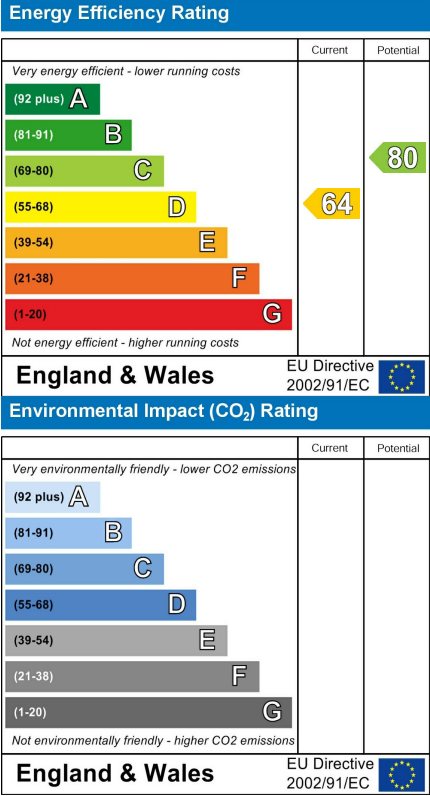 Energy Efficiency Rating
Current Potential
Very energy efficient - lower running costs
(92 plus) A
(81-91) B
(69-80) C
(55-68) D
(39-54) E
(21-38) F
(1-20) G
80
64
Not energy efficient - higher running costs
England & Wales
EU Directive
2002/91/EC
Environmental Impact (CO₂) Rating
Current Potential
Very environmentally friendly - lower CO2 emissions
(92 plus) A
(81-91) B
(69-80) C
(55-68) D
(39-54) E
(21-38) F
(1-20) G
Not environmentally friendly - higher CO2 emissions
England & Wales
EU Directive
2002/91/EC